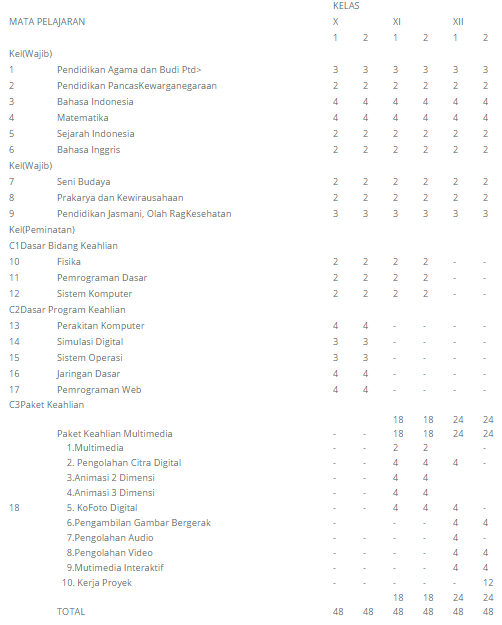 KELAS
MATA PELAJARAN X XI XII
1 2 1 2 1 2
Kel(Wajib)
1 Pendidikan Agama dan Budi Ptd> 3 3 3 3 3 3
2 Pendidikan PancasKewarganegaraan 2 2 2 2 2 2
3 Bahasa Indonesia 4 4 4 4 4 4
4 Matematika 4 4 4 4 4 4
5 Sejarah Indonesia 2 2 2 2 2 2
6 Bahasa Inggris 2 2 2 2 2 2
Kel(Wajib)
7 Seni Budaya 2 2 2 2 2 2
8 Prakarya dan Kewirausahaan 2 2 2 2 2 2
9 Pendidikan Jasmani, Olah RagKesehatan 3 3 3 3 3 3
Kel(Peminatan)
C1Dasar Bidang Keahlian
10 Fisika 2 2 2 2 - -
11 Pemrograman Dasar 2 2 2 2 - -
12 Sistem Komputer 2 2 2 2 - -
C2Dasar Program Keahlian
13 Perakitan Komputer 4 4 - - - -
14 Simulasi Digital 3 3 - - - -
15 Sistem Operasi 3 3 - - - -
16 Jaringan Dasar 4 4 - - - -
17 Pemrograman Web 4 4 - - - -
C3Paket Keahlian
18 18 24 24
Paket Keahlian Multimedia - - 18 18 24 24
1.Multimedia - - 2 2 -
2. Pengolahan Citra Digital - - 4 4 4 -
3.Animasi 2 Dimensi - - 4 4
4.Animasi 3 Dimensi - - 4 4
18 5. KoFoto Digital - - 4 4 4 -
6.Pengambilan Gambar Bergerak - - - - 4 4
7.Pengolahan Audio - - - - 4 -
8.Pengolahan Video - - - - 4 4
9.Mutimedia Interaktif - - - - 4 4
10. Kerja Proyek - - - - - 12
18 18 24 24
TOTAL 48 48 48 48 48 48